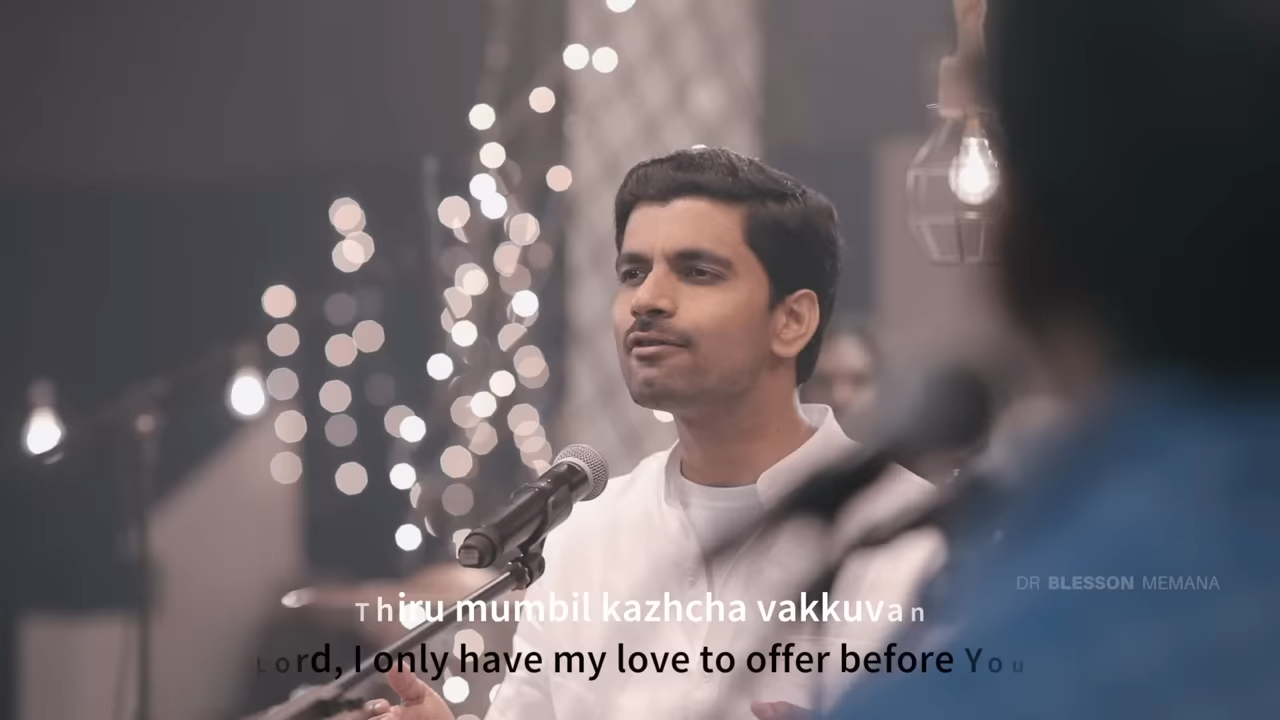 DR BLESSON MEMANA
Thiru mumbil kazhcha vakkuvan
Lord, I only have my love to offer before You